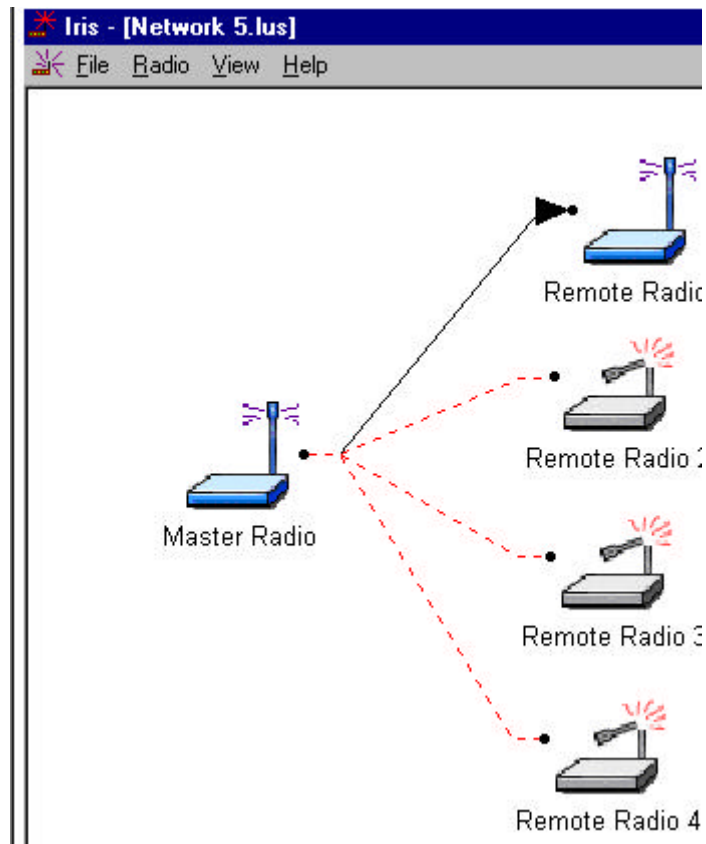 Iris - [Network 5.lus]
File Radio View Help
Remote Radio
Remote Radio
Master Radio
Remote Radio 3
Remote Radio 4